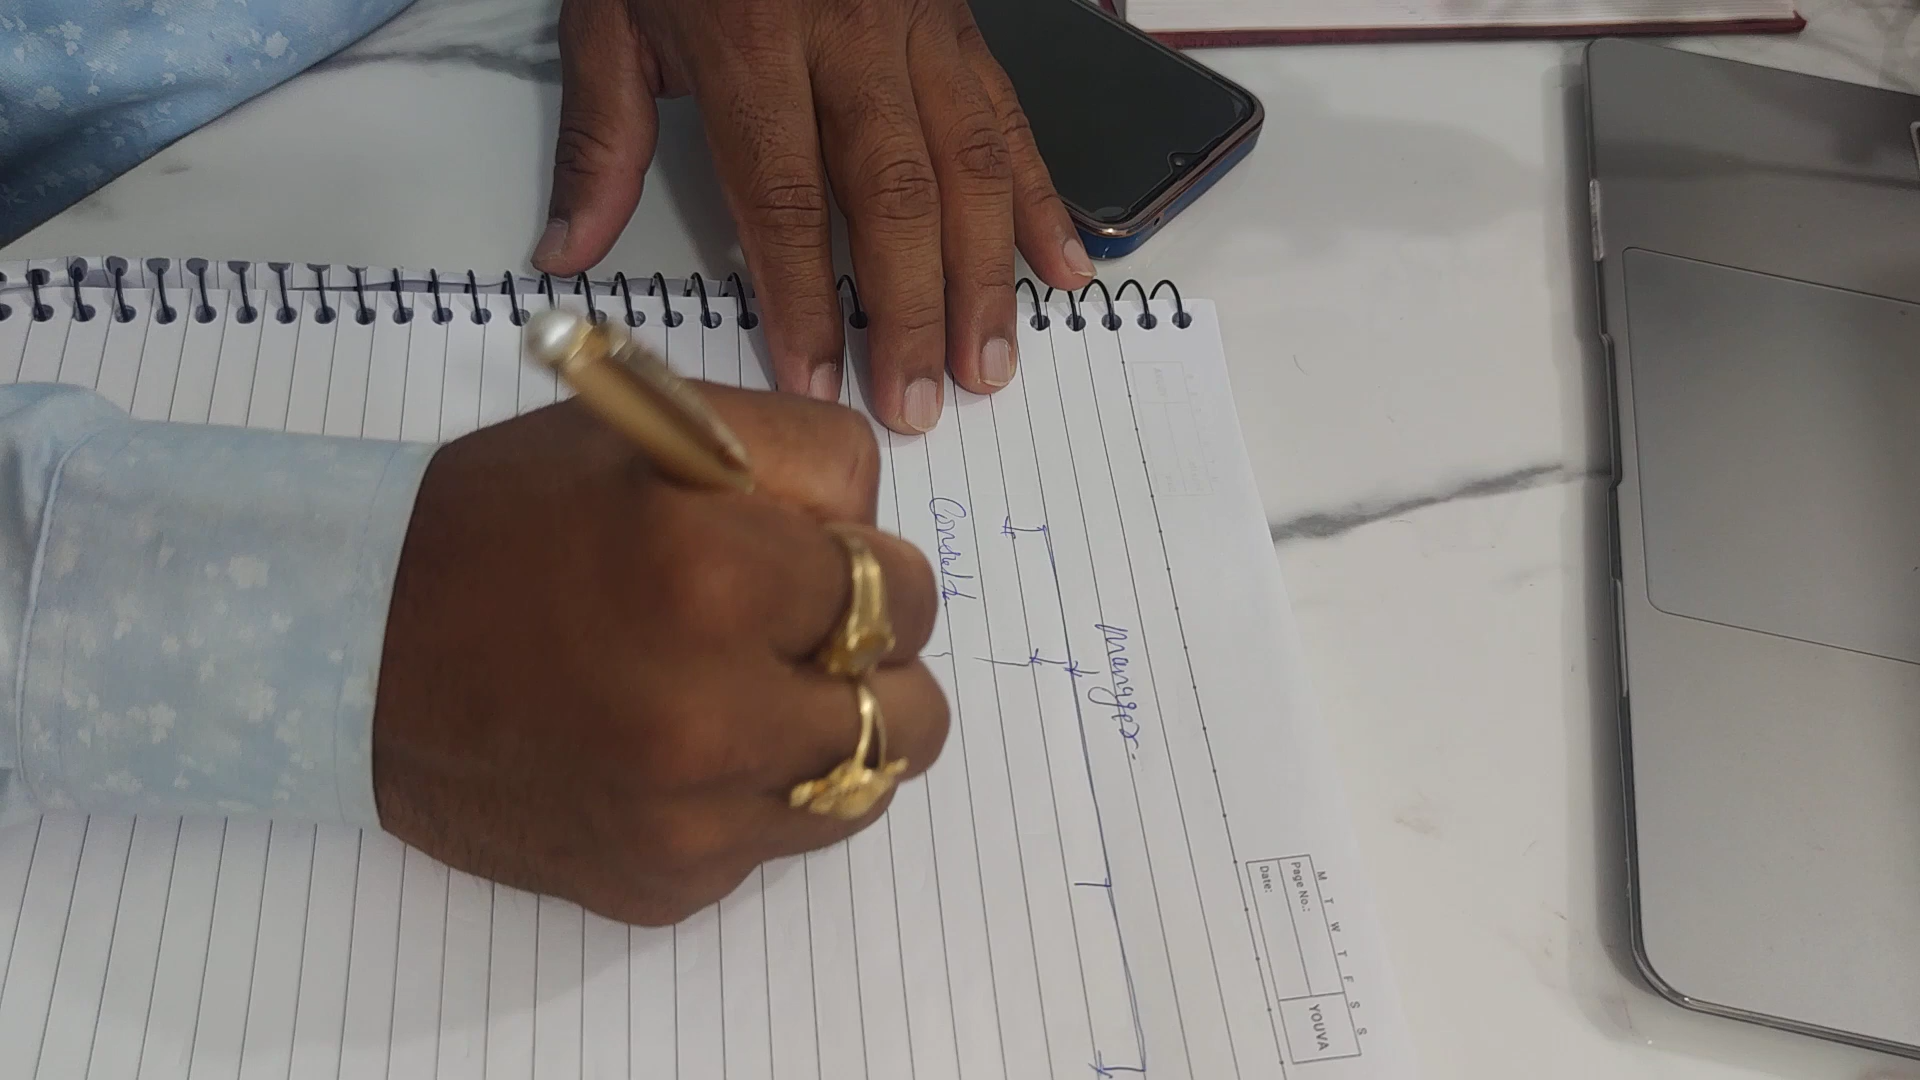 M T W T F S S
Page No.:
Date:
YOUVA
Manager